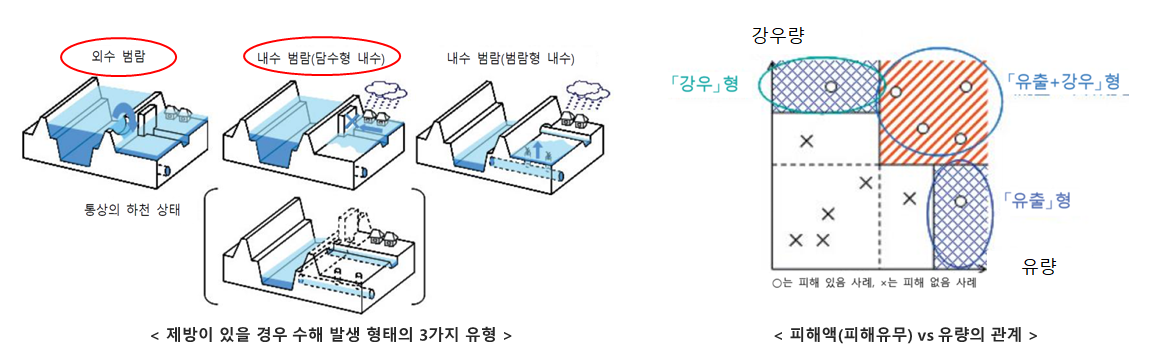 외수 범람
내수 범람(담수형 내수)
내수 범람(범람형 내수)
통상의 하천 상태
< 제방이 있을 경우 수해 발생 형태의 3가지 유형 >
강우량
「강우」형
「유출+강우」형
「유출」형
유량
○는 피해 있음 사례, ×는 피해 없음 사례
< 피해액(피해유무) vs 유량의 관계 >